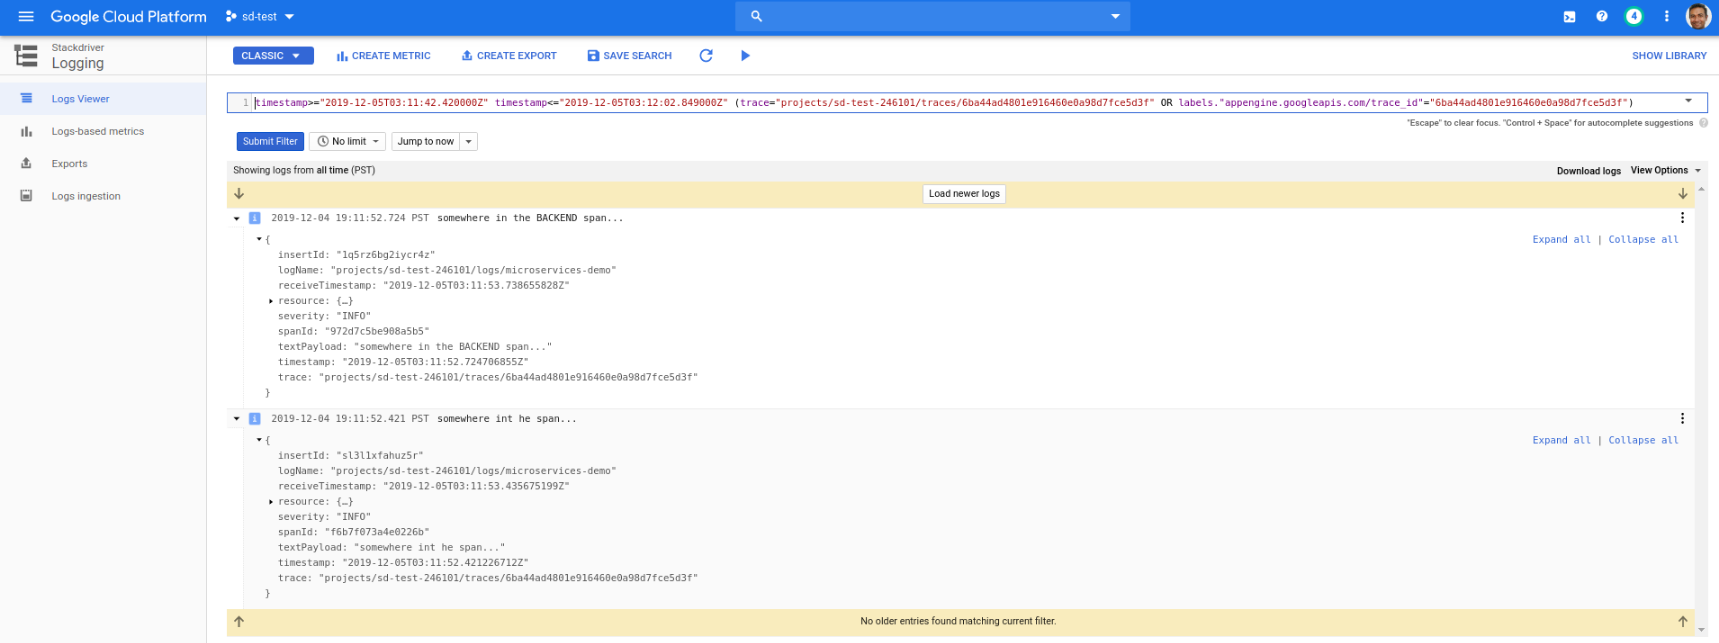 Google Cloud Platform sd-test 4
Stackdriver
Logging
CLASSIC CREATE METRIC CREATE EXPORT SAVE SEARCH SHOW LIBRARY
Logs Viewer
Logs-based metrics
Exports
Logs ingestion
1 timestamp>="2019-12-05T03:11:42.420000Z" timestamp<="2019-12-05T03:12:02.849000Z" (trace="projects/sd-test-246101/traces/6ba44ad4801e916460e0a98d7fce5d3f" OR labels."appengine.googleapis.com/trace_id"="6ba44ad4801e916460e0a98d7fce5d3f")
"Escape" to clear focus. "Control + Space" for autocomplete suggestions ?
Submit Filter No limit Jump to now
Showing logs from all time (PST) Download logs View Options
Load newer logs
i 2019-12-04 19:11:52.724 PST somewhere in the BACKEND span...
{ Expand all | Collapse all
insertId: "1q5rz6bg2iycr4z"
logName: "projects/sd-test-246101/logs/microservices-demo"
receiveTimestamp: "2019-12-05T03:11:53.738655828Z"
resource: {…}
severity: "INFO"
spanId: "972d7c5be908a5b5"
textPayload: "somewhere in the BACKEND span..."
timestamp: "2019-12-05T03:11:52.724706855Z"
trace: "projects/sd-test-246101/traces/6ba44ad4801e916460e0a98d7fce5d3f"
}
i 2019-12-04 19:11:52.421 PST somewhere int he span...
{ Expand all | Collapse all
insertId: "sl3l1xfahuz5r"
logName: "projects/sd-test-246101/logs/microservices-demo"
receiveTimestamp: "2019-12-05T03:11:53.435675199Z"
resource: {…}
severity: "INFO"
spanId: "f6b7f073a4e0226b"
textPayload: "somewhere int he span..."
timestamp: "2019-12-05T03:11:52.421226712Z"
trace: "projects/sd-test-246101/traces/6ba44ad4801e916460e0a98d7fce5d3f"
}
No older entries found matching current filter.